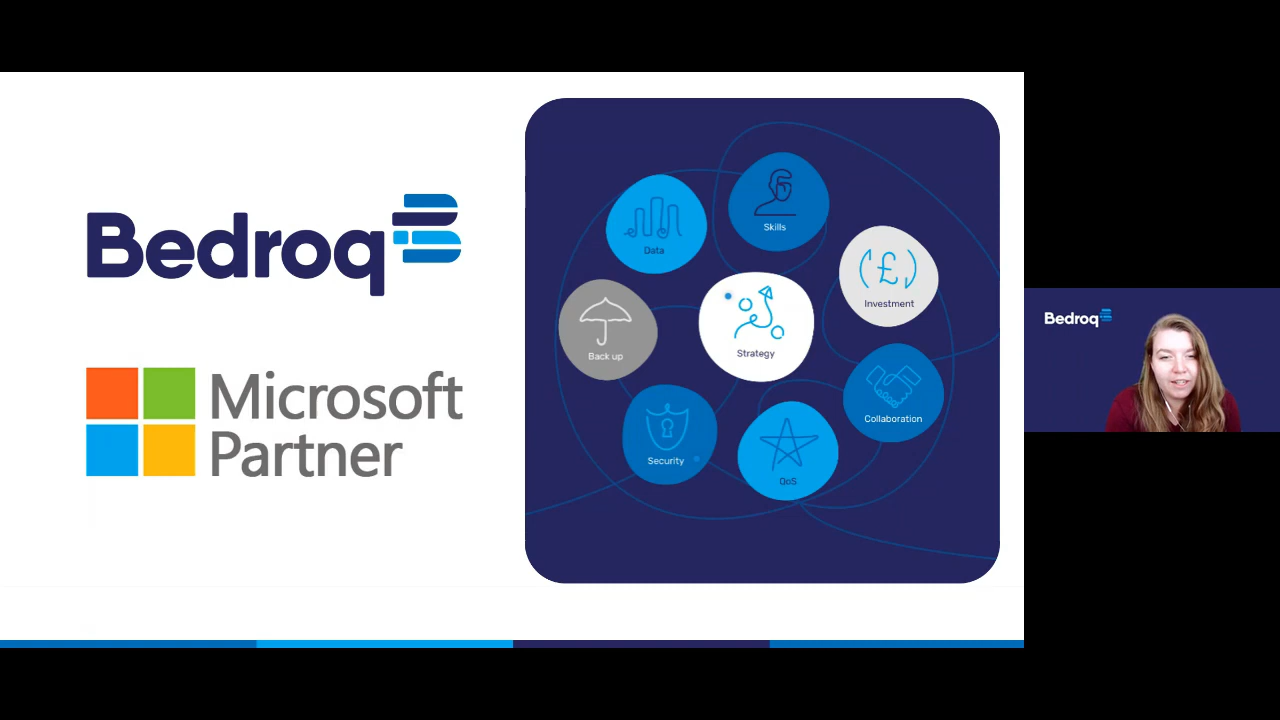 Bedroq
Microsoft
Partner
Skills
Data
Investment
Strategy
Back up
Collaboration
Security
QoS
Bedroq